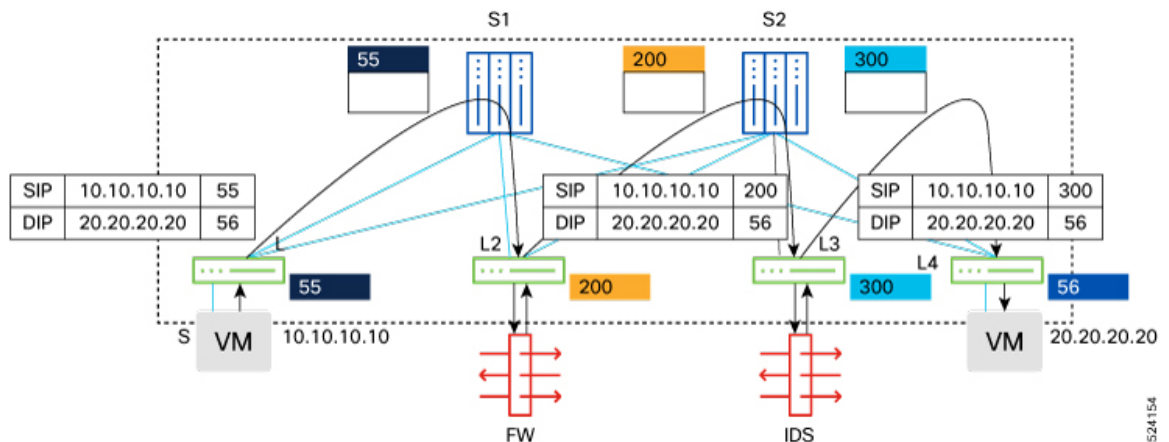 S1 S2
55 200 300
SIP 10.10.10.10 55
DIP 20.20.20.20 56
SIP 10.10.10.10 200
DIP 20.20.20.20 56
SIP 10.10.10.10 300
DIP 20.20.20.20 56
L L2 L3 L4
55 200 300 56
S VM 10.10.10.10 VM 20.20.20.20
FW IDS
524154